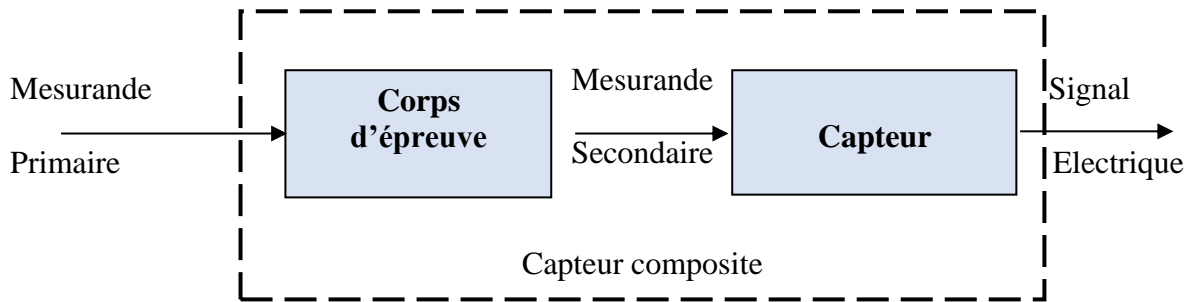 Mesurande
Primaire
Corps
d'épreuve
Mesurande
Secondaire
Capteur
Signal
Electrique
Capteur composite